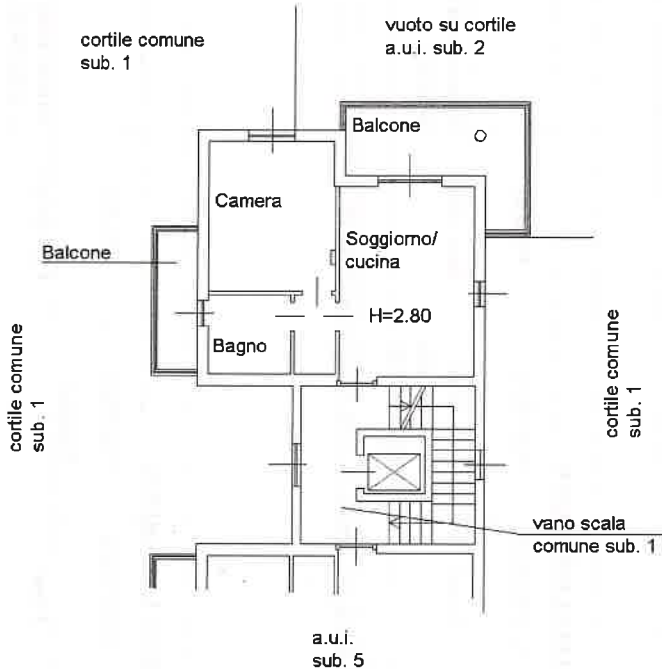 cortile comune
sub. 1
vuoto su cortile
a.u.i. sub. 2
Balcone
Camera
Soggiorno/
cucina
Balcone
H=2.80
Bagno
cortile comune
sub. 1
cortile comune
sub. 1
vano scala
comune sub. 1
a.u.i.
sub. 5